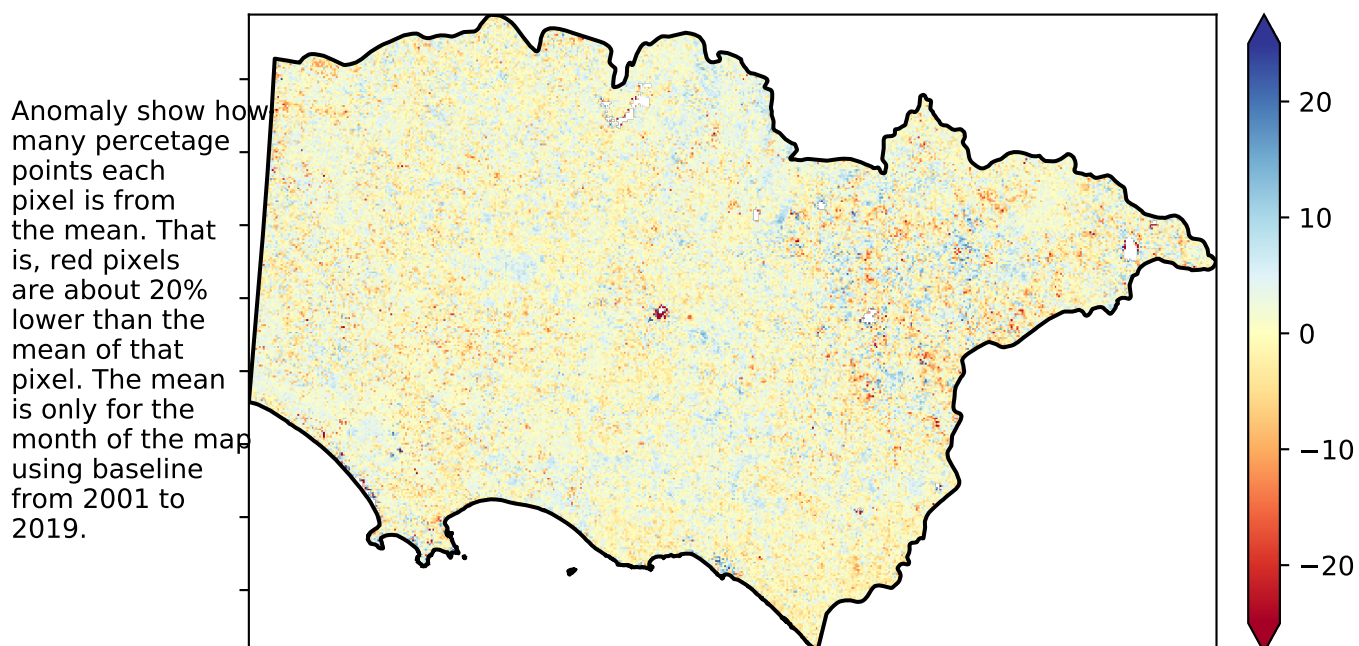 Anomaly show how
many percetage
points each
pixel is from
the mean. That
is, red pixels
are about 20%
lower than the
mean of that
pixel. The mean
is only for the
month of the map
using baseline
from 2001 to
2019.
20
10
0
−10
−20